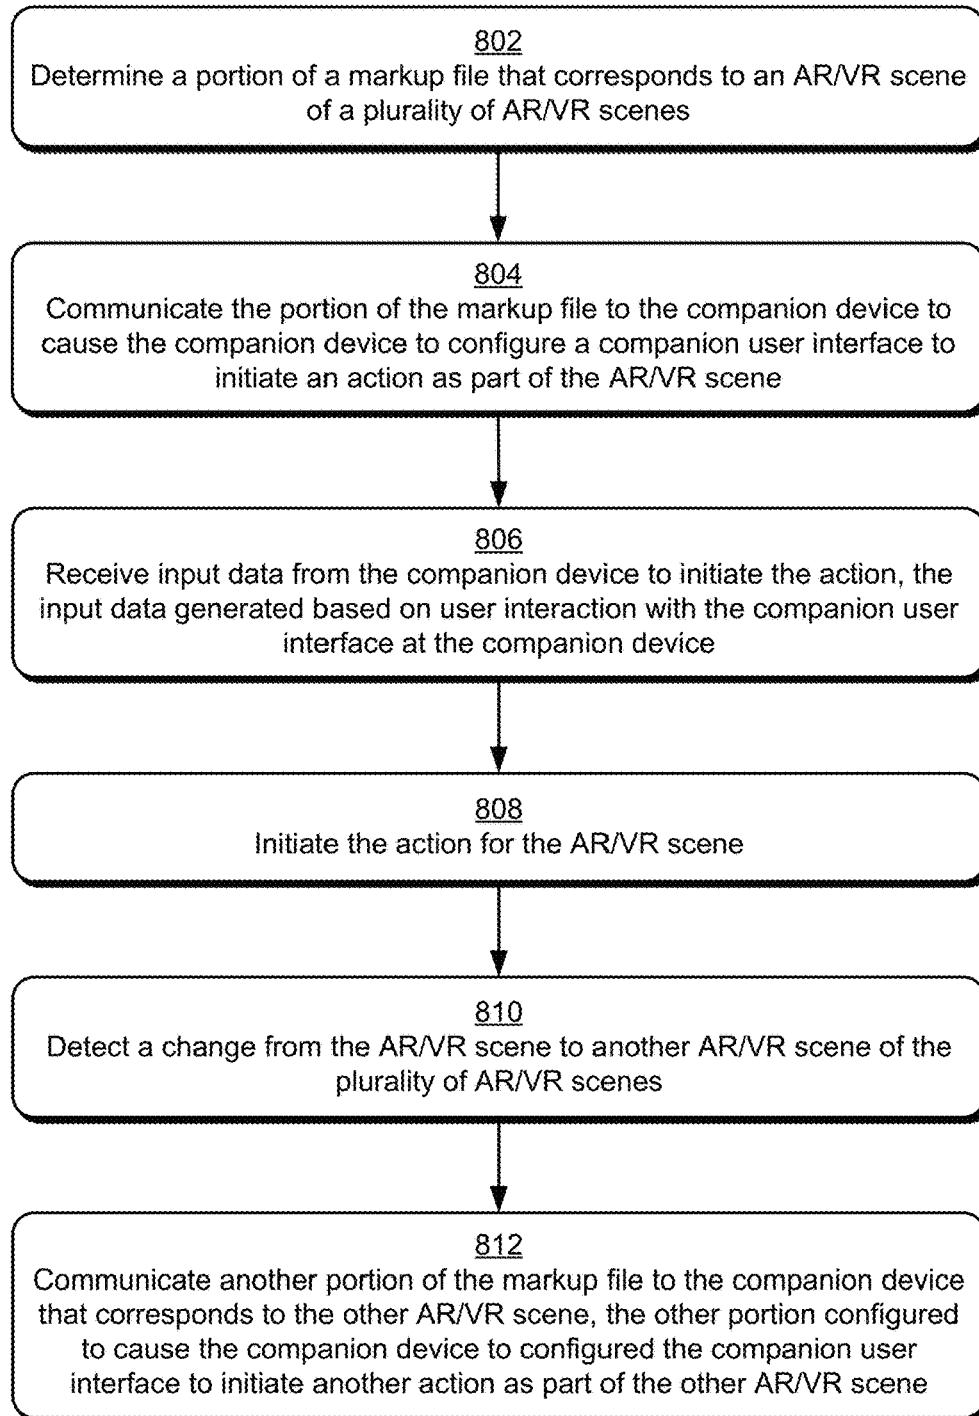 802
Determine a portion of a markup file that corresponds to an AR/VR scene
of a plurality of AR/VR scenes
804
Communicate the portion of the markup file to the companion device to
cause the companion device to configure a companion user interface to
initiate an action as part of the AR/VR scene
806
Receive input data from the companion device to initiate the action, the
input data generated based on user interaction with the companion user
interface at the companion device
808
Initiate the action for the AR/VR scene
810
Detect a change from the AR/VR scene to another AR/VR scene of the
plurality of AR/VR scenes
812
Communicate another portion of the markup file to the companion device
that corresponds to the other AR/VR scene, the other portion configured
to cause the companion device to configured the companion user
interface to initiate another action as part of the other AR/VR scene